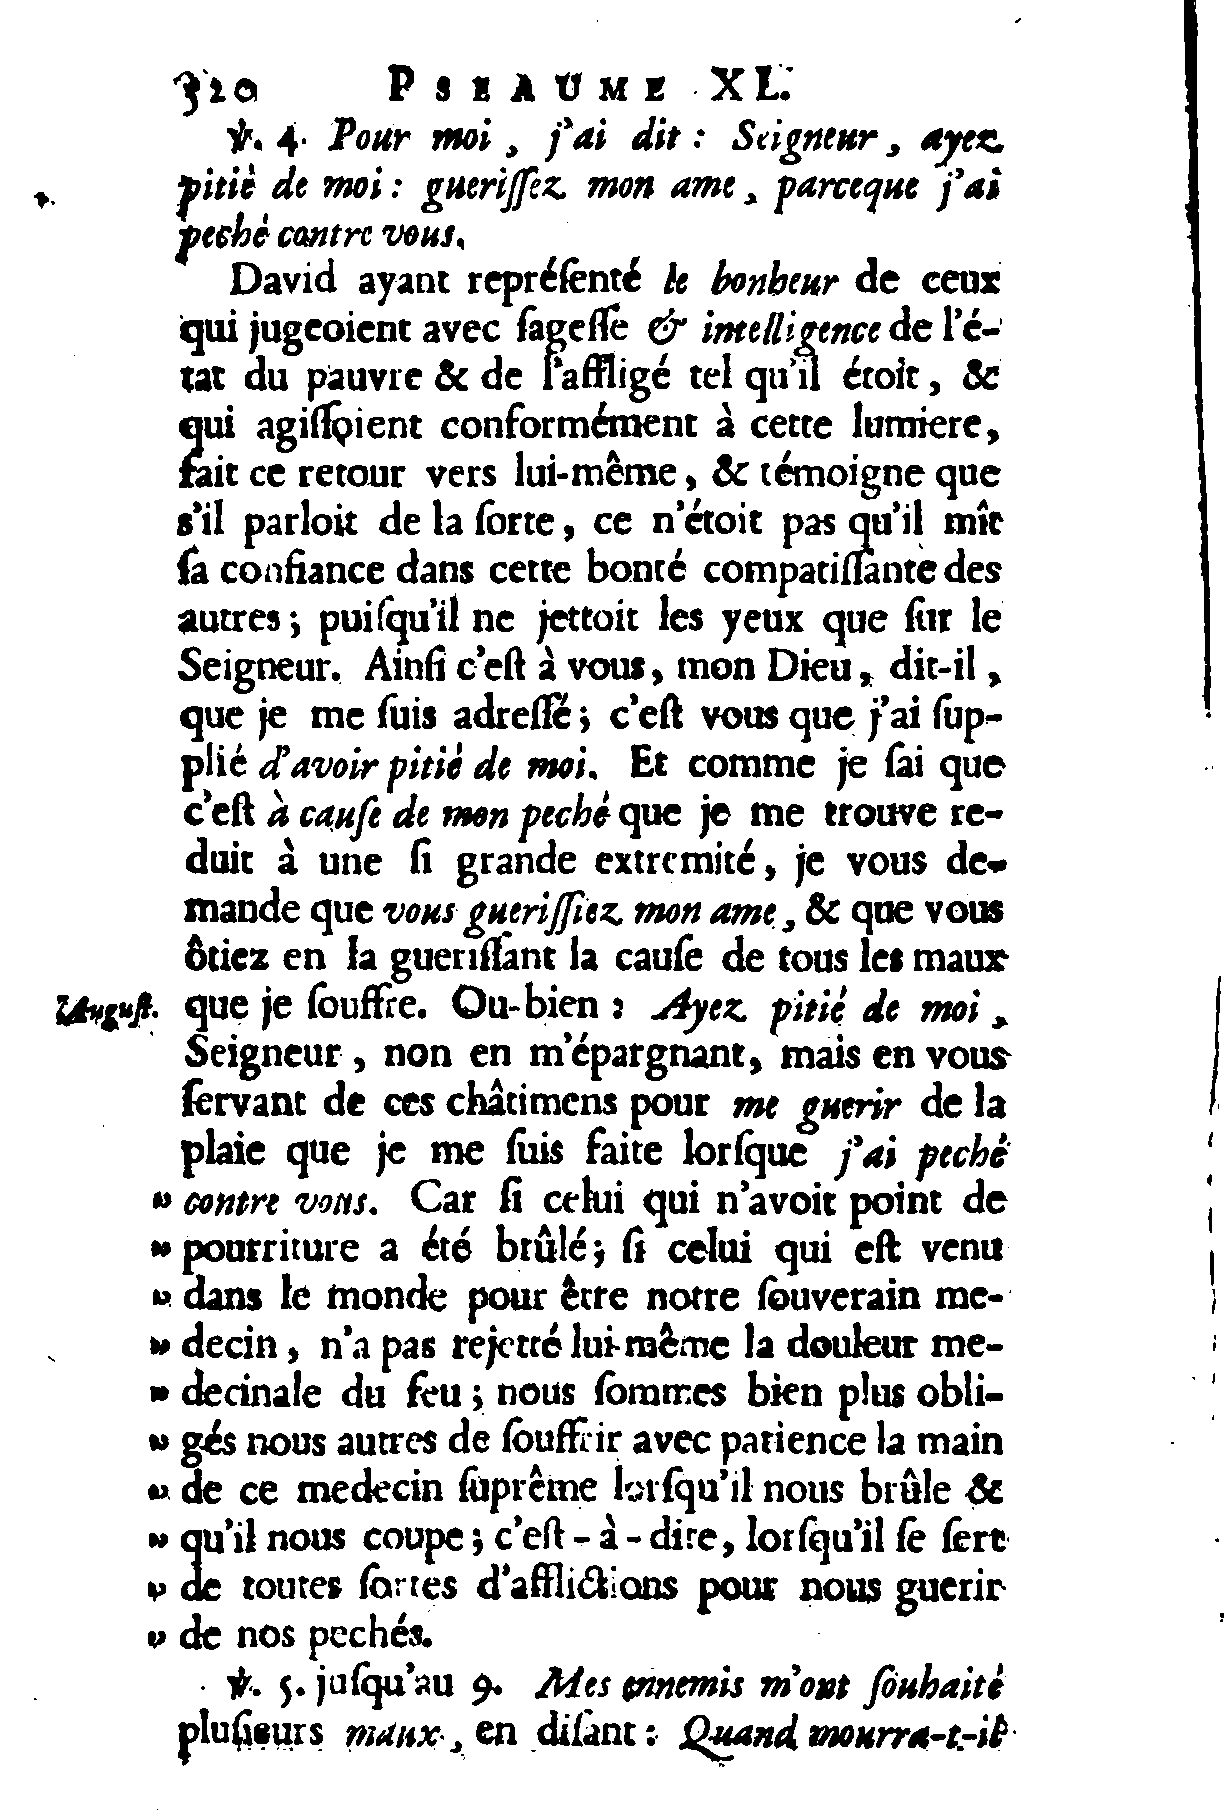 320 PSEAUME XL.
℣. 4. Pour moi, j'ai dit : Seigneur, ayez
pitié de moi : gueriſſez mon ame, parceque j'ai
peché contre vous.
David ayant repréſenté le bonheur de ceux
qui jugeoient avec ſageſſe & intelligence de l'é-
tat du pauvre & de l'affligé tel qu'il étoit, &
qui agiſſoient conformément à cette lumiere,
fait ce retour vers lui-même, & témoigne que
s'il parloit de la ſorte, ce n'étoit pas qu'il mît
ſa confiance dans cette bonté compatiſſante des
autres ; puiſqu'il ne jettoit les yeux que ſur le
Seigneur. Ainſi c'eſt à vous, mon Dieu, dit-il,
que je me ſuis adreſſé ; c'eſt vous que j'ai ſup-
plié d'avoir pitié de moi. Et comme je ſai que
c'eſt à cauſe de mon peché que je me trouve re-
duit à une ſi grande extremité, je vous de-
mande que vous gueriſſiez mon ame, & que vous
ôtiez en la gueriſſant la cauſe de tous les maux
August. que je ſouffre. Ou-bien : Ayez pitié de moi,
Seigneur, non en m'épargnant, mais en vous
ſervant de ces châtimens pour me guerir de la
plaie que je me ſuis faite lorſque j'ai peché
» contre vous. Car ſi celui qui n'avoit point de
» pourriture a été brûlé ; ſi celui qui eſt venu
» dans le monde pour être notre ſouverain me-
» decin, n'a pas rejetté lui-même la douleur me-
» decinale du feu ; nous ſommes bien plus obli-
» gés nous autres de ſouffrir avec patience la main
» de ce medecin ſuprême lorſqu'il nous brûle &
» qu'il nous coupe ; c'eſt-à-dire, lorſqu'il ſe ſert
» de toutes ſortes d'afflictions pour nous guerir
» de nos pechés.
℣. 5. juſqu'au 9. Mes ennemis m'ont ſouhaité
pluſieurs maux, en diſant : Quand mourra-t-il